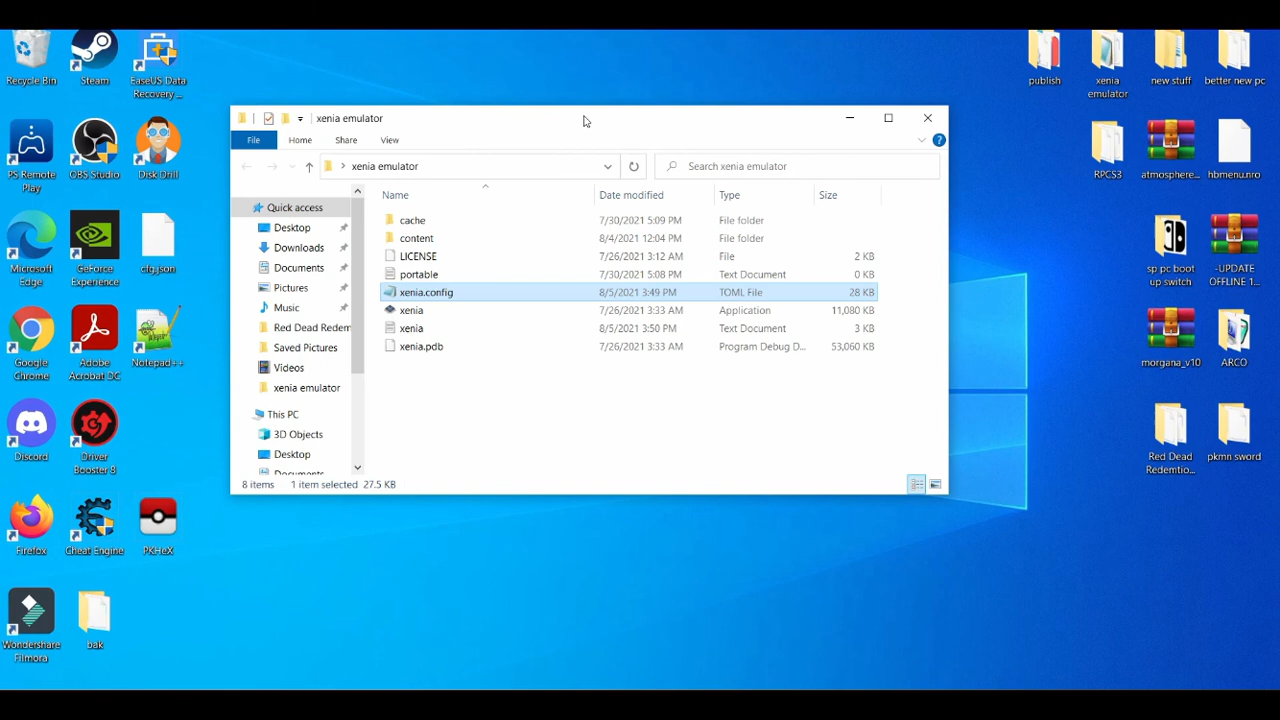 Recycle Bin
Steam
EaseUS Data
Recovery ...
PS Remote
Play
OBS Studio
Disk Drill
Microsoft
Edge
GeForce
Experience
cfg.json
Google
Chrome
Adobe
Acrobat DC
Notepad++
Discord
Driver
Booster 8
Firefox
Cheat Engine
PKHeX
Wondershare
Filmora
bak
xenia emulator
File
Home
Share
View
xenia emulator
Search xenia emulator
Name
Date modified
Type
Size
cache 7/30/2021 5:09 PM File folder
content 8/4/2021 12:04 PM File folder
LICENSE 7/26/2021 3:12 AM File 2 KB
portable 7/30/2021 5:08 PM Text Document 0 KB
xenia.config 8/5/2021 3:49 PM TOML File 28 KB
xenia 7/26/2021 3:33 AM Application 11,080 KB
xenia 8/5/2021 3:50 PM Text Document 3 KB
xenia.pdb 7/26/2021 3:33 AM Program Debug D... 53,060 KB
Quick access
Desktop
Downloads
Documents
Pictures
Music
Red Dead Redem
Saved Pictures
Videos
xenia emulator
This PC
3D Objects
Desktop
Documents
8 items 1 item selected 27.5 KB
publish
xenia
emulator
new stuff
better new pc
RPCS3
atmosphere...
hbmenu.nro
sp pc boot
up switch
-UPDATE
OFFLINE 1...
morgana_v10
ARCO
Red Dead
Redemtio...
pkmn sword